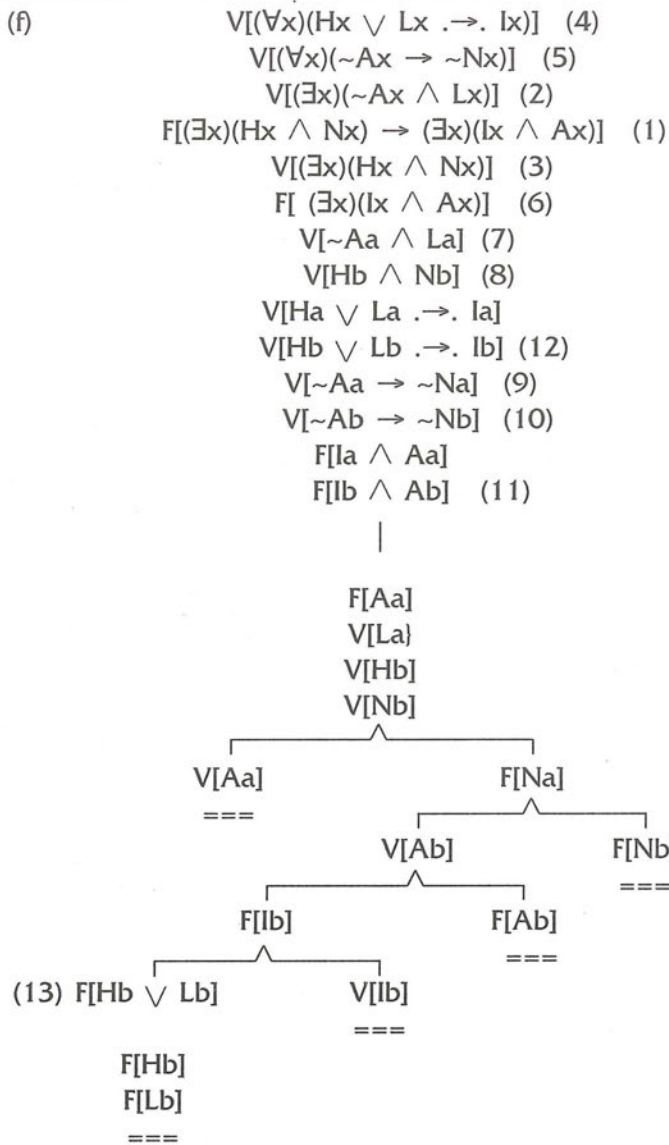 (f) V[(∀x)(Hx ∨ Lx .→. Ix)] (4)
V[(∀x)(~Ax → ~Nx)] (5)
V[(∃x)(~Ax ∧ Lx)] (2)
F[(∃x)(Hx ∧ Nx) → (∃x)(Ix ∧ Ax)] (1)
V[(∃x)(Hx ∧ Nx)] (3)
F[ (∃x)(Ix ∧ Ax)] (6)
V[~Aa ∧ La] (7)
V[Hb ∧ Nb] (8)
V[Ha ∨ La .→. Ia]
V[Hb ∨ Lb .→. Ib] (12)
V[~Aa → ~Na] (9)
V[~Ab → ~Nb] (10)
F[Ia ∧ Aa]
F[Ib ∧ Ab] (11)
F[Aa]
V[La}
V[Hb]
V[Nb]
V[Aa] F[Na]
===
V[Ab] F[Nb
===
F[Ib] F[Ab]
===
(13) F[Hb ∨ Lb] V[Ib]
===
F[Hb]
F[Lb]
===